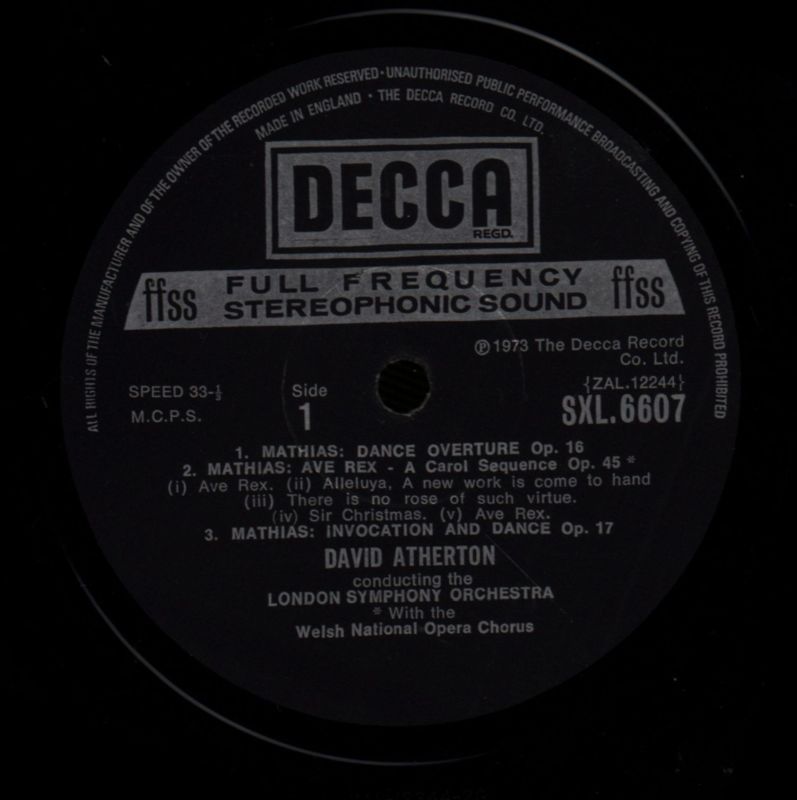 ALL RIGHTS OF THE MANUFACTURER AND OF THE OWNER OF THE RECORDED WORK RESERVED · UNAUTHORISED PUBLIC PERFORMANCE BROADCASTING AND COPYING OF THIS RECORD PROHIBITED
MADE IN ENGLAND · THE DECCA RECORD CO. LTD.
DECCA
REGD.
ffss FULL FREQUENCY STEREOPHONIC SOUND ffss
℗ 1973 The Decca Record
Co. Ltd.
SPEED 33-⅓ Side {ZAL.12244}
M.C.P.S. 1 SXL.6607
1. MATHIAS: DANCE OVERTURE Op. 16
2. MATHIAS: AVE REX - A Carol Sequence Op. 45 *
(i) Ave Rex. (ii) Alleluya, A new work is come to hand
(iii) There is no rose of such virtue.
(iv) Sir Christmas. (v) Ave Rex.
3. MATHIAS: INVOCATION AND DANCE Op. 17
DAVID ATHERTON
conducting the
LONDON SYMPHONY ORCHESTRA
* With the
Welsh National Opera Chorus